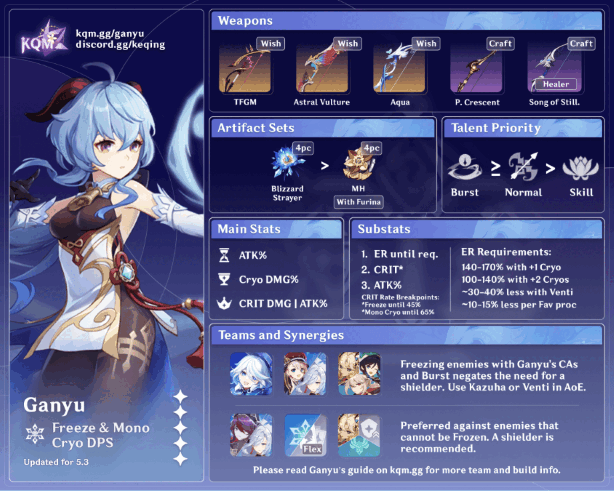 KQM
kqm.gg/ganyu
discord.gg/keqing
Ganyu
Freeze & Mono
Cryo DPS
Updated for 5.3
Weapons
Wish
Wish
Wish
Craft
Craft
Healer
TFGM
Astral Vulture
Aqua
P. Crescent
Song of Still.
Artifact Sets
4pc
4pc
Blizzard
Strayer
>
MH
With Furina
Talent Priority
≥
>
Burst
Normal
Skill
Main Stats
ATK%
Cryo DMG%
CRIT DMG | ATK%
Substats
1. ER until req.
2. CRIT*
3. ATK%
CRIT Rate Breakpoints:
*Freeze until 45%
*Mono Cryo until 65%
ER Requirements:
140-170% with +1 Cryo
100-140% with +2 Cryos
~30-40% less with Venti
~10-15% less per Fav proc
Teams and Synergies
Freezing enemies with Ganyu's CAs
and Burst negates the need for a
shielder. Use Kazuha or Venti in AoE.
Flex
Preferred against enemies that
cannot be Frozen. A shielder is
recommended.
Please read Ganyu's guide on kqm.gg for more team and build info.